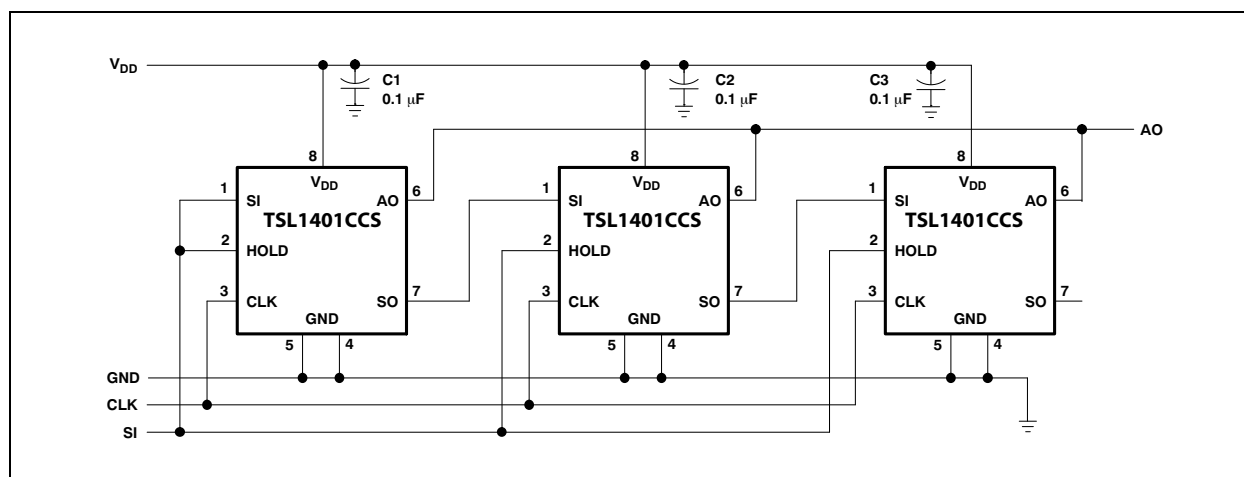 VDD
C1
0.1 μF
C2
0.1 μF
C3
0.1 μF
AO
8
VDD
1
SI
AO
6
TSL1401CCS
2
HOLD
3
CLK
SO
7
GND
5
4
8
VDD
1
SI
AO
6
TSL1401CCS
2
HOLD
3
CLK
SO
7
GND
5
4
8
VDD
1
SI
AO
6
TSL1401CCS
2
HOLD
3
CLK
SO
7
GND
5
4
GND
CLK
SI